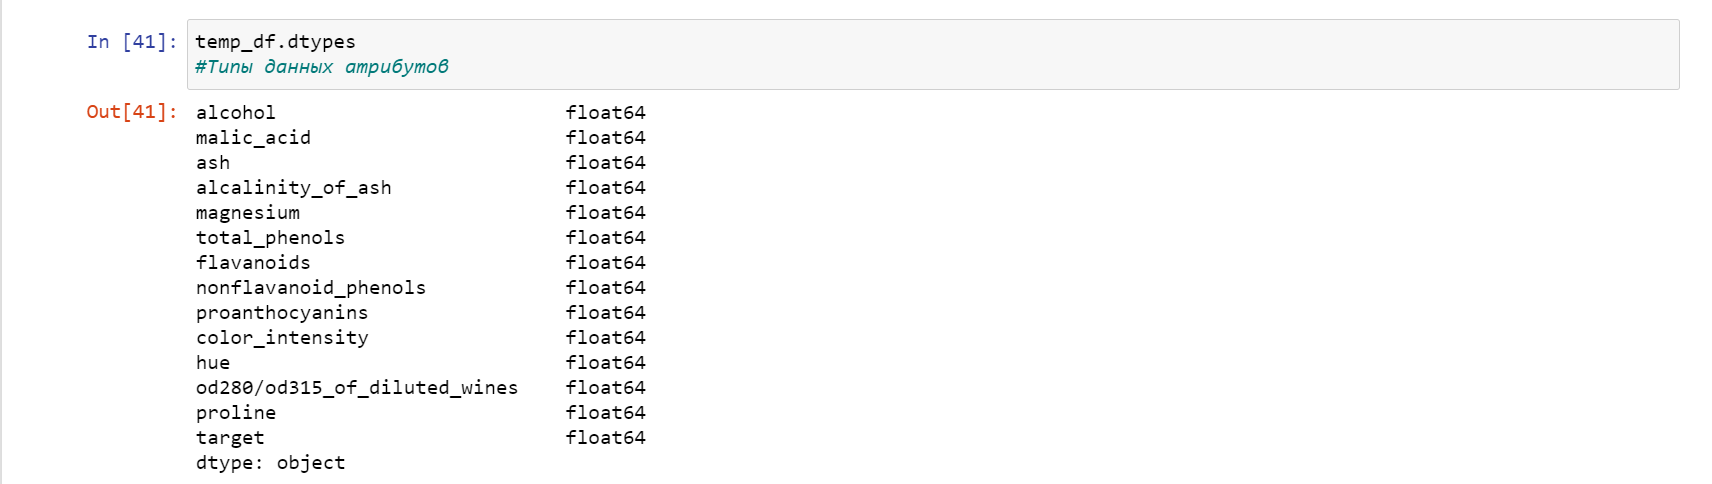 In [41]: temp_df.dtypes
#Типы данных атрибутов
Out[41]: alcohol float64
malic_acid float64
ash float64
alcalinity_of_ash float64
magnesium float64
total_phenols float64
flavanoids float64
nonflavanoid_phenols float64
proanthocyanins float64
color_intensity float64
hue float64
od280/od315_of_diluted_wines float64
proline float64
target float64
dtype: object